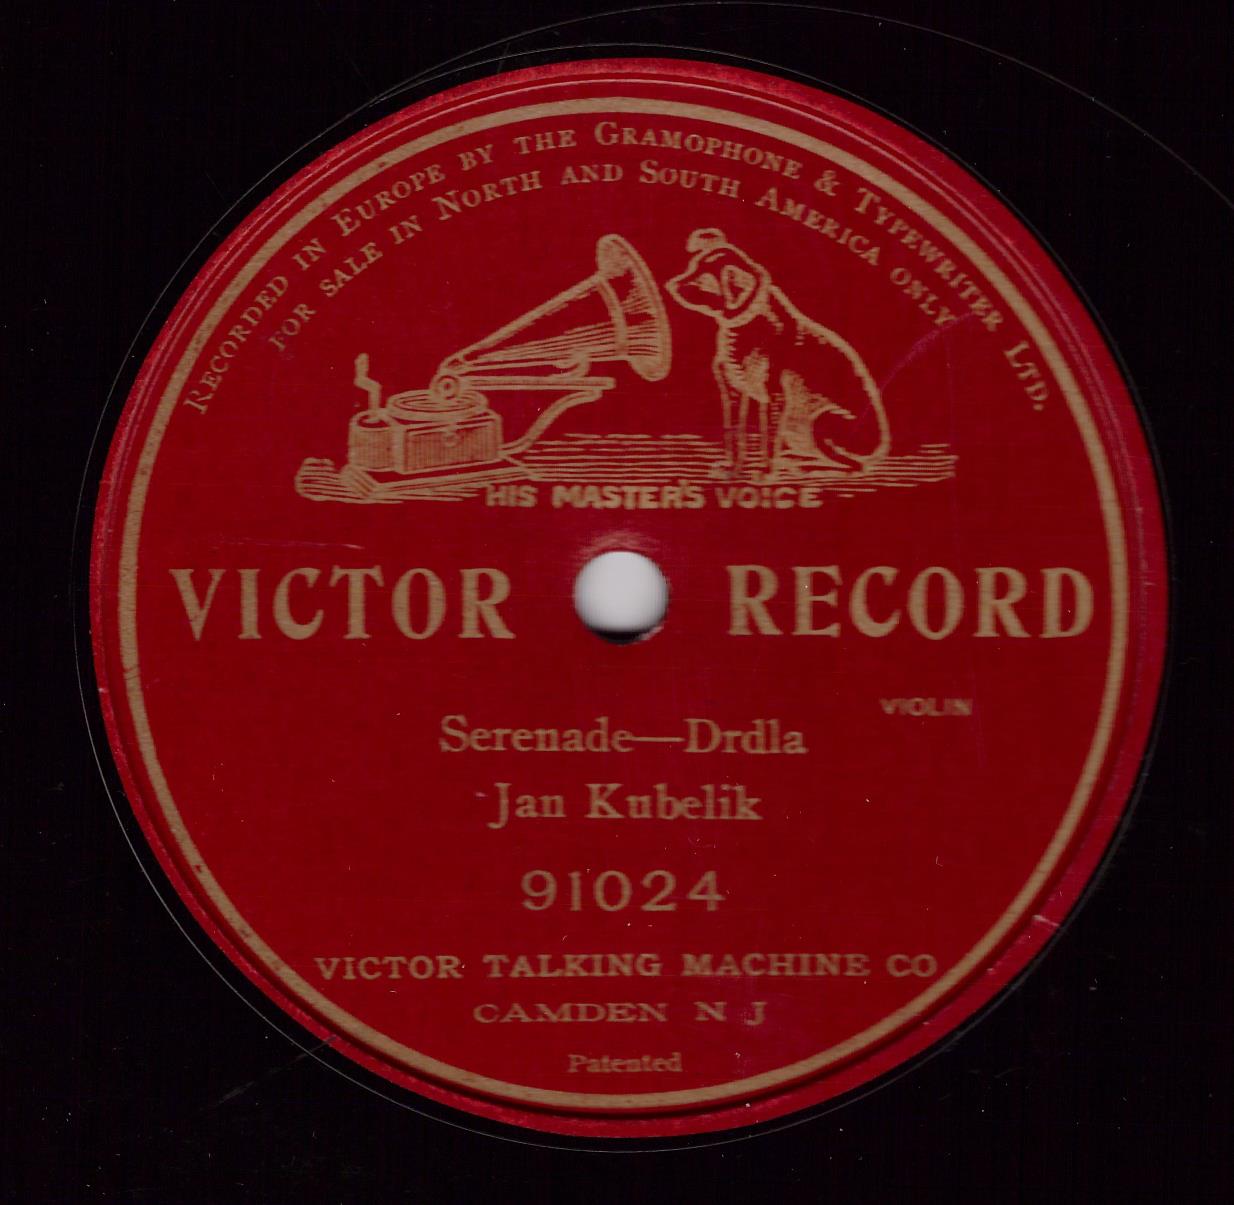 RECORDED IN EUROPE BY THE GRAMOPHONE & TYPEWRITER LTD.
FOR SALE IN NORTH AND SOUTH AMERICA ONLY
HIS MASTER'S VOICE
VICTOR RECORD
VIOLIN
Serenade—Drdla
Jan Kubelik
91024
VICTOR TALKING MACHINE CO
CAMDEN N J
Patented